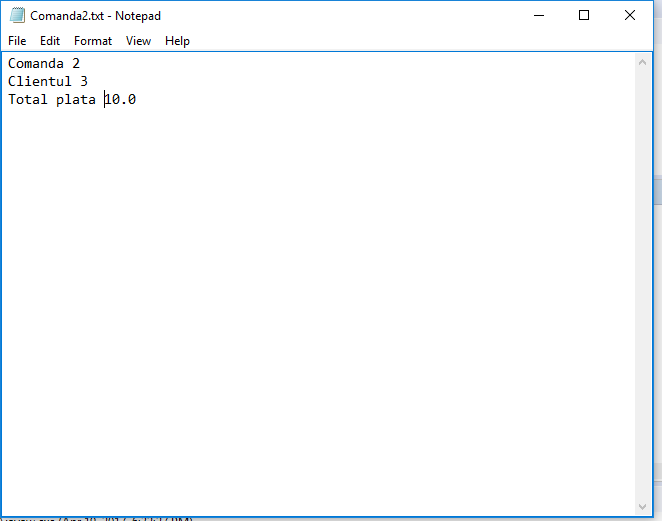 Comanda2.txt - Notepad
File Edit Format View Help
Comanda 2
Clientul 3
Total plata 10.0